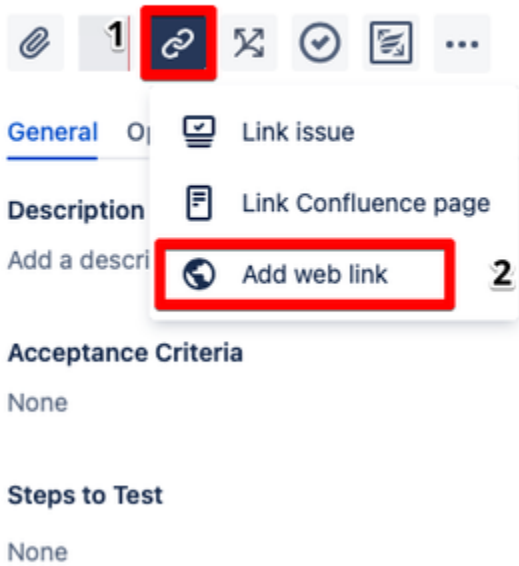 1
...
Link issue
General Op
Link Confluence page
Description
Add web link 2
Add a descri
Acceptance Criteria
None
Steps to Test
None